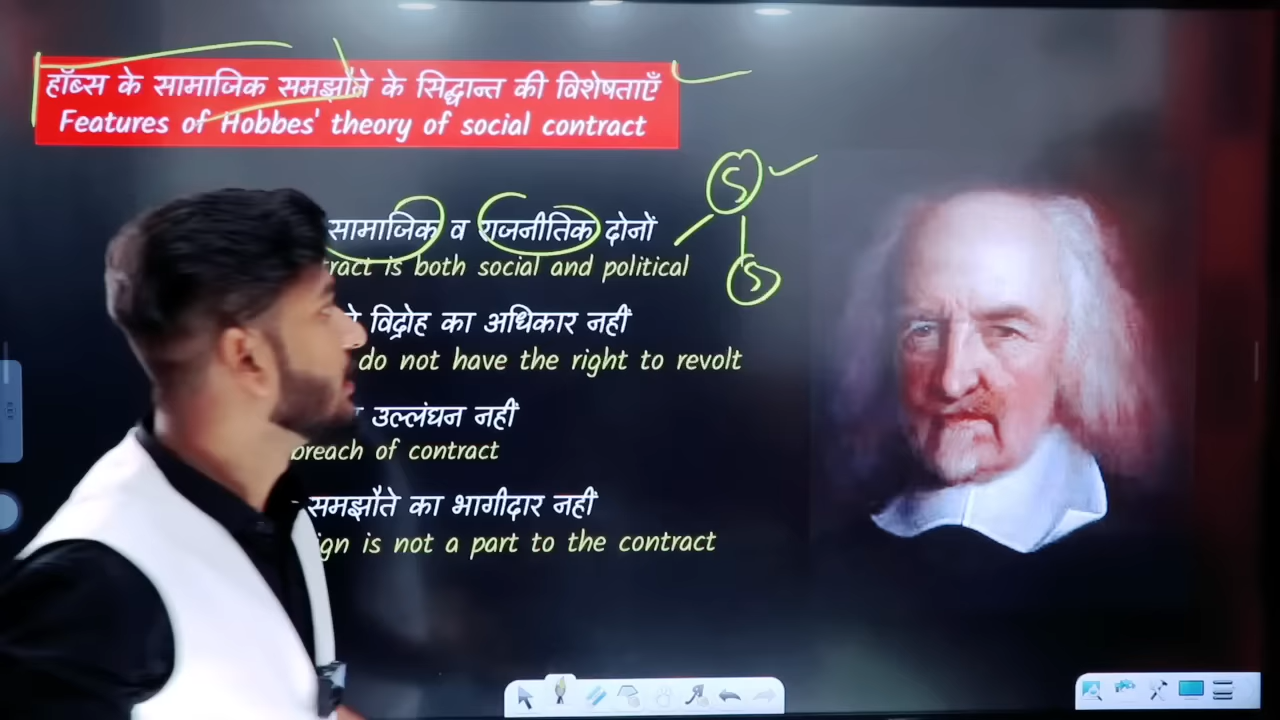 हॉब्स के सामाजिक समझौते के सिद्धान्त की विशेषताएँ
Features of Hobbes' theory of social contract
S
सामाजिक व राजनीतिक दोनों
is both social and political
S
विद्रोह का अधिकार नहीं
do not have the right to revolt
उल्लंघन नहीं
breach of contract
समझौते का भागीदार नहीं
is not a part to the contract